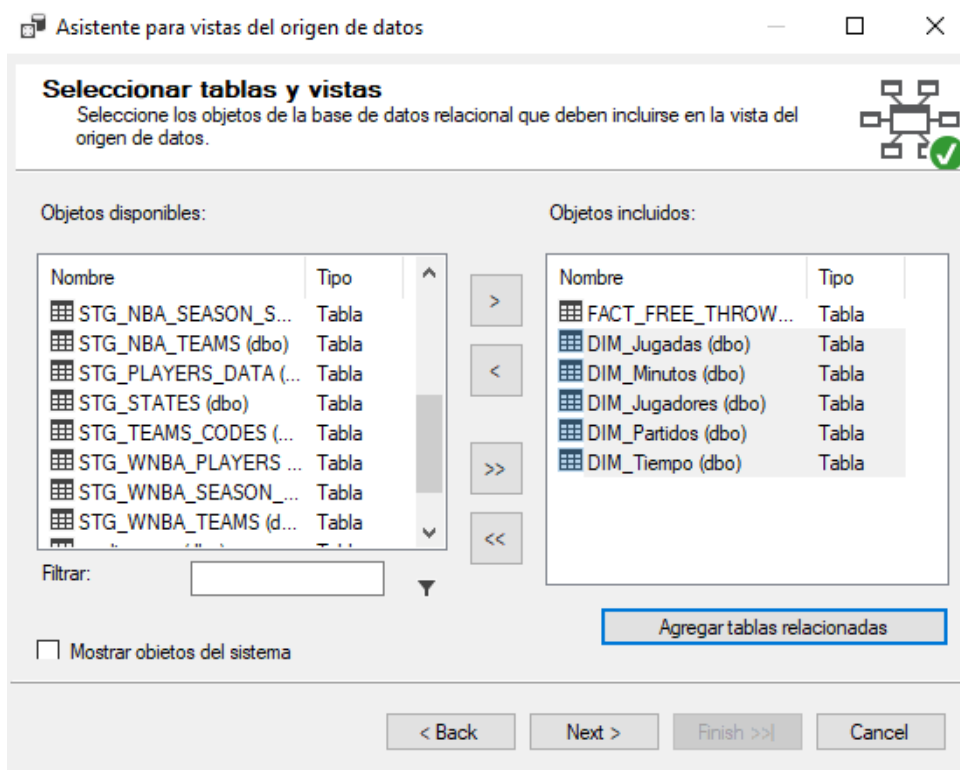 Asistente para vistas del origen de datos
Seleccionar tablas y vistas
Seleccione los objetos de la base de datos relacional que deben incluirse en la vista del
origen de datos.
Objetos disponibles:
Nombre Tipo
STG_NBA_SEASON_S... Tabla
STG_NBA_TEAMS (dbo) Tabla
STG_PLAYERS_DATA (... Tabla
STG_STATES (dbo) Tabla
STG_TEAMS_CODES (... Tabla
STG_WNBA_PLAYERS ... Tabla
STG_WNBA_SEASON_... Tabla
STG_WNBA_TEAMS (d... Tabla
Filtrar:
Mostrar objetos del sistema
>
<
>>
<<
Objetos incluidos:
Nombre Tipo
FACT_FREE_THROW... Tabla
DIM_Jugadas (dbo) Tabla
DIM_Minutos (dbo) Tabla
DIM_Jugadores (dbo) Tabla
DIM_Partidos (dbo) Tabla
DIM_Tiempo (dbo) Tabla
Agregar tablas relacionadas
< Back Next > Finish >>| Cancel